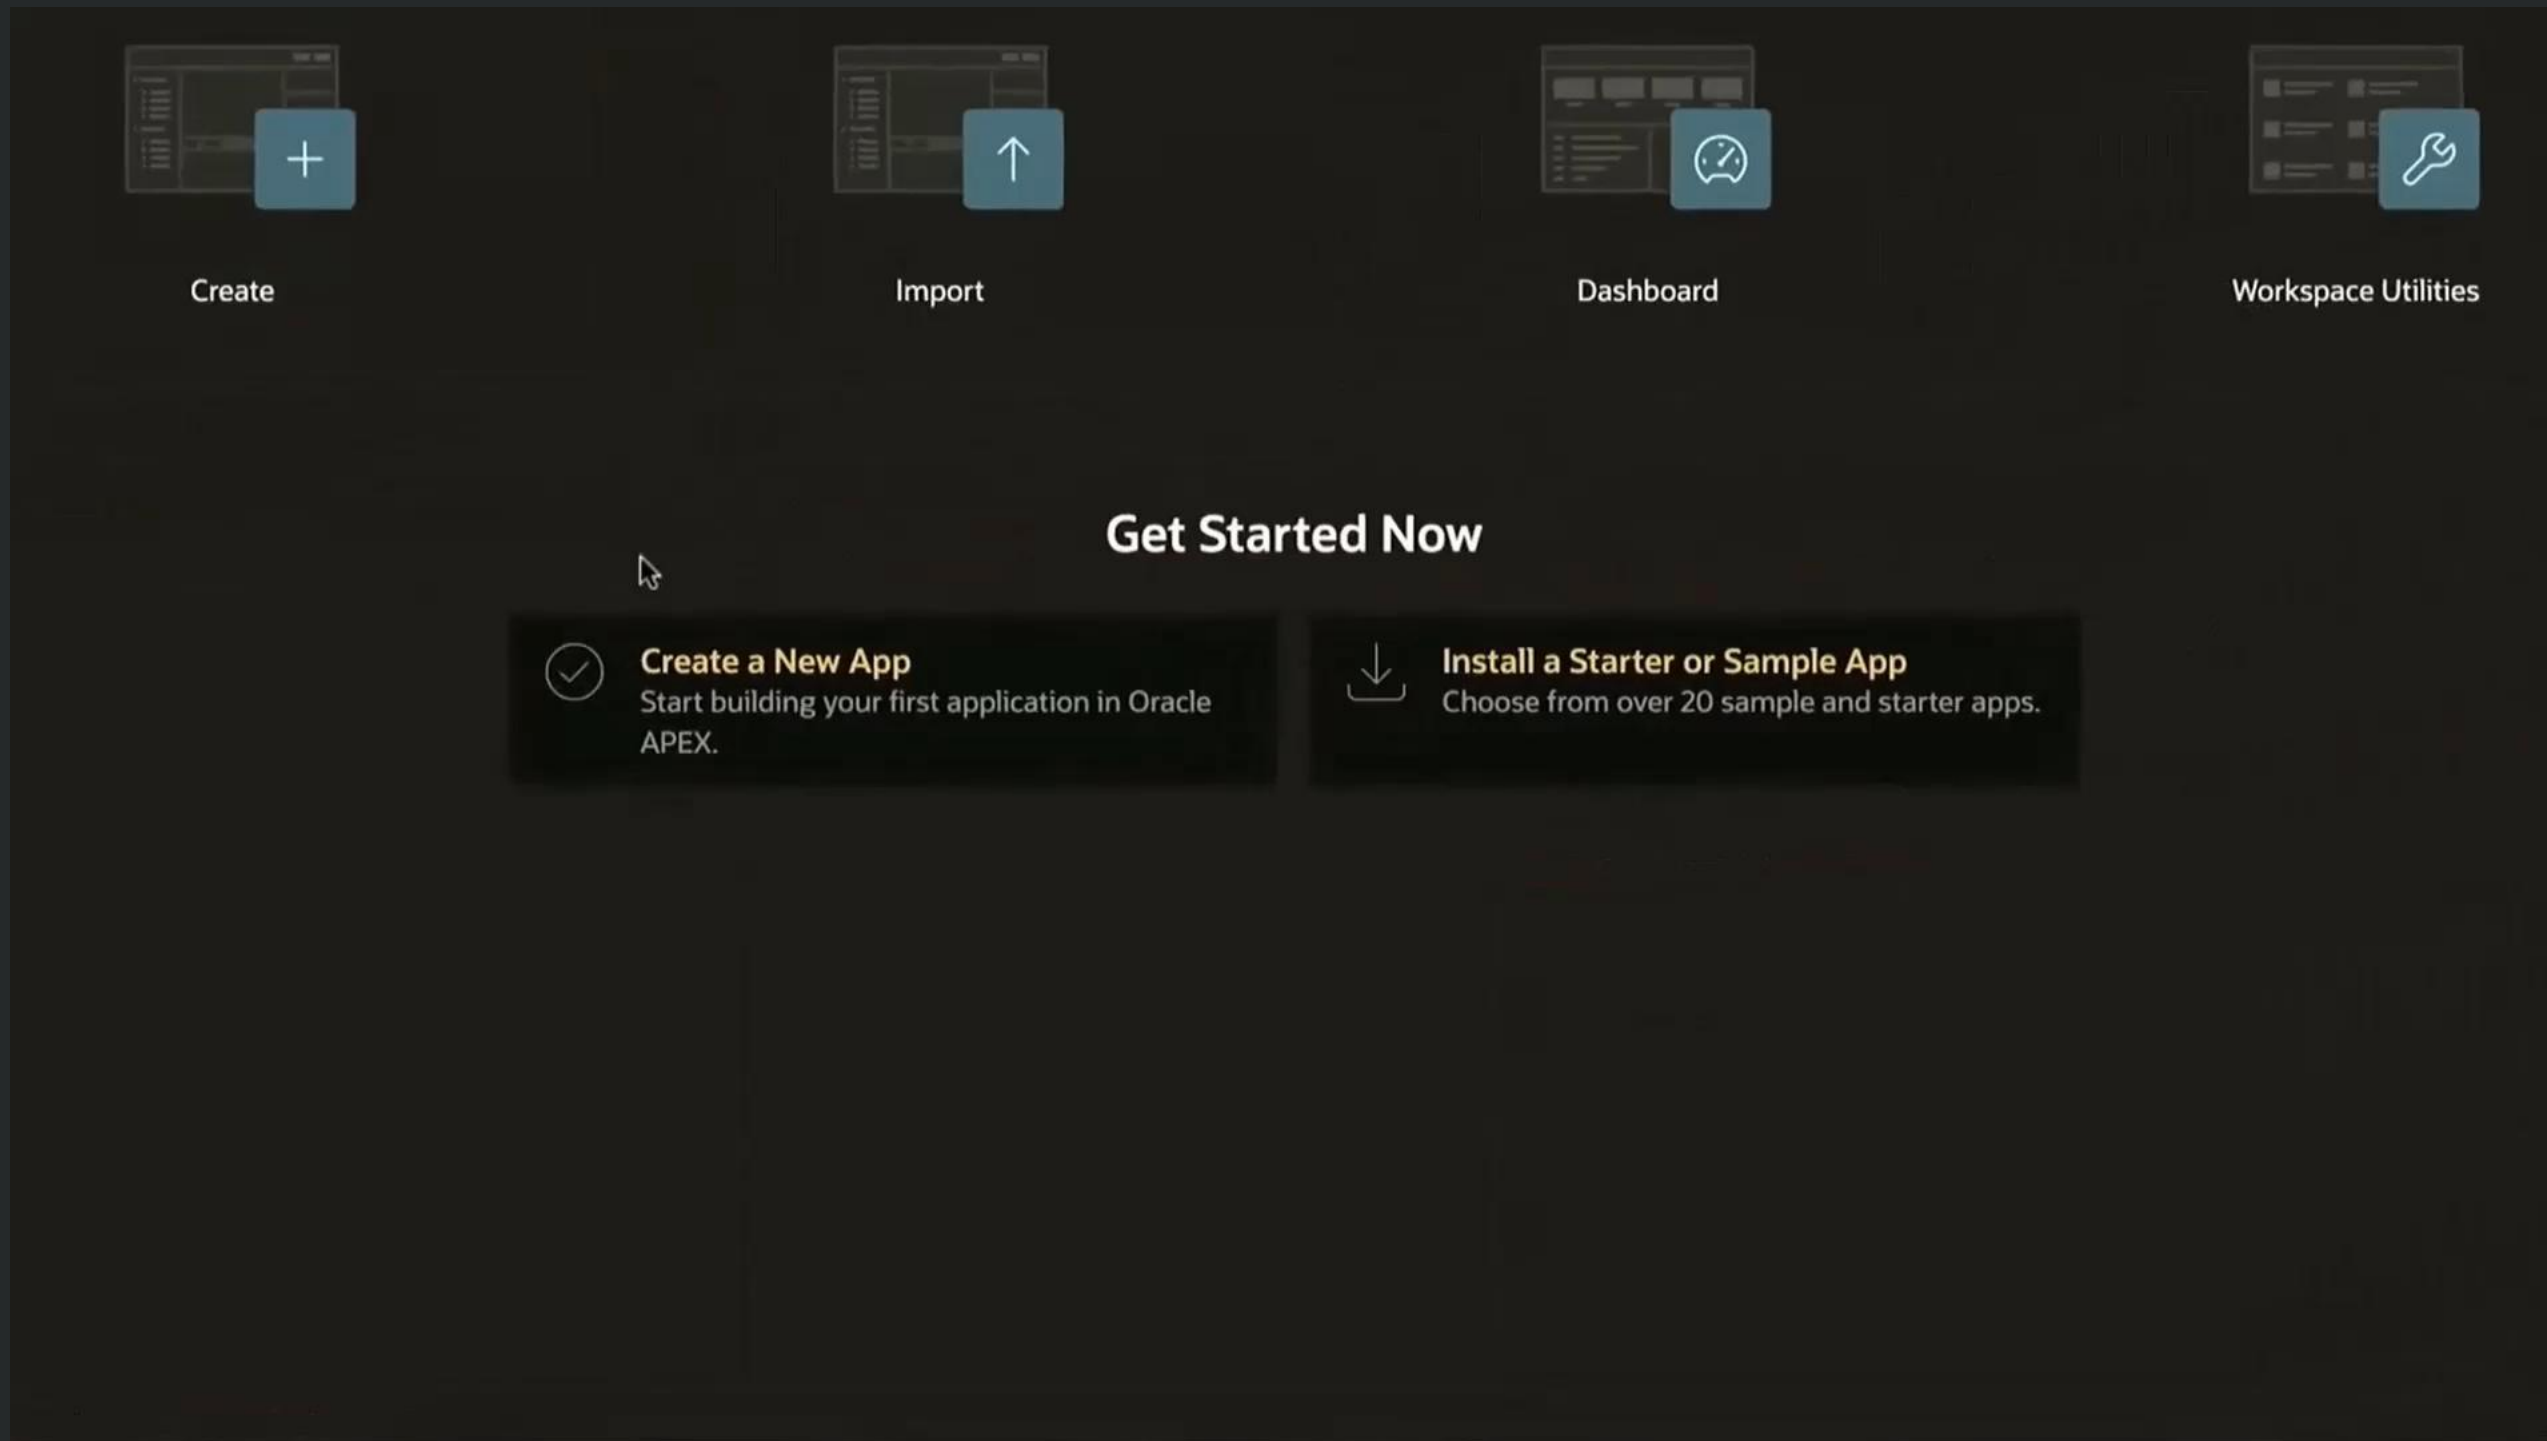 Create
Import
Dashboard
Workspace Utilities
Get Started Now
Create a New App
Start building your first application in Oracle
APEX.
Install a Starter or Sample App
Choose from over 20 sample and starter apps.